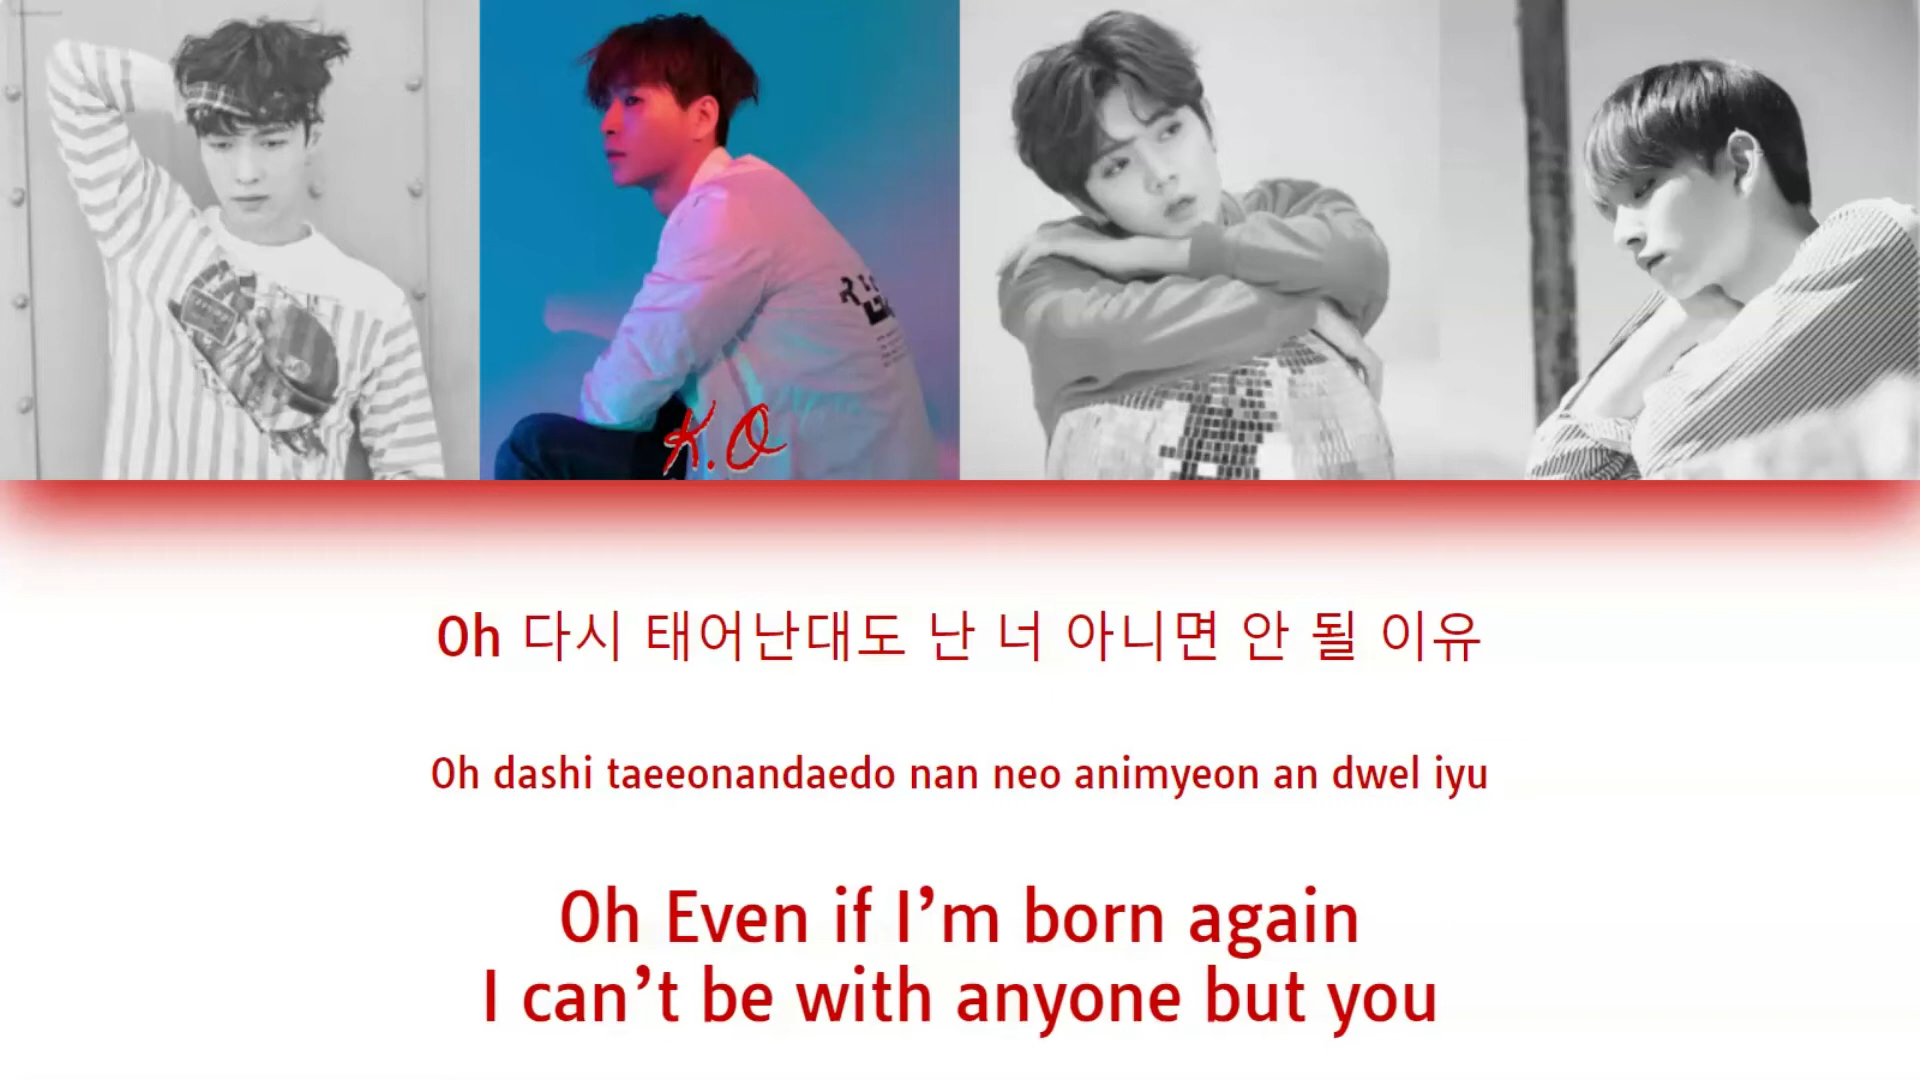 K.O
Oh 다시 태어난대도 난 너 아니면 안 될 이유
Oh dashi taeeonandaedo nan neo animyeon an dwel iyu
Oh Even if I’m born again
I can’t be with anyone but you